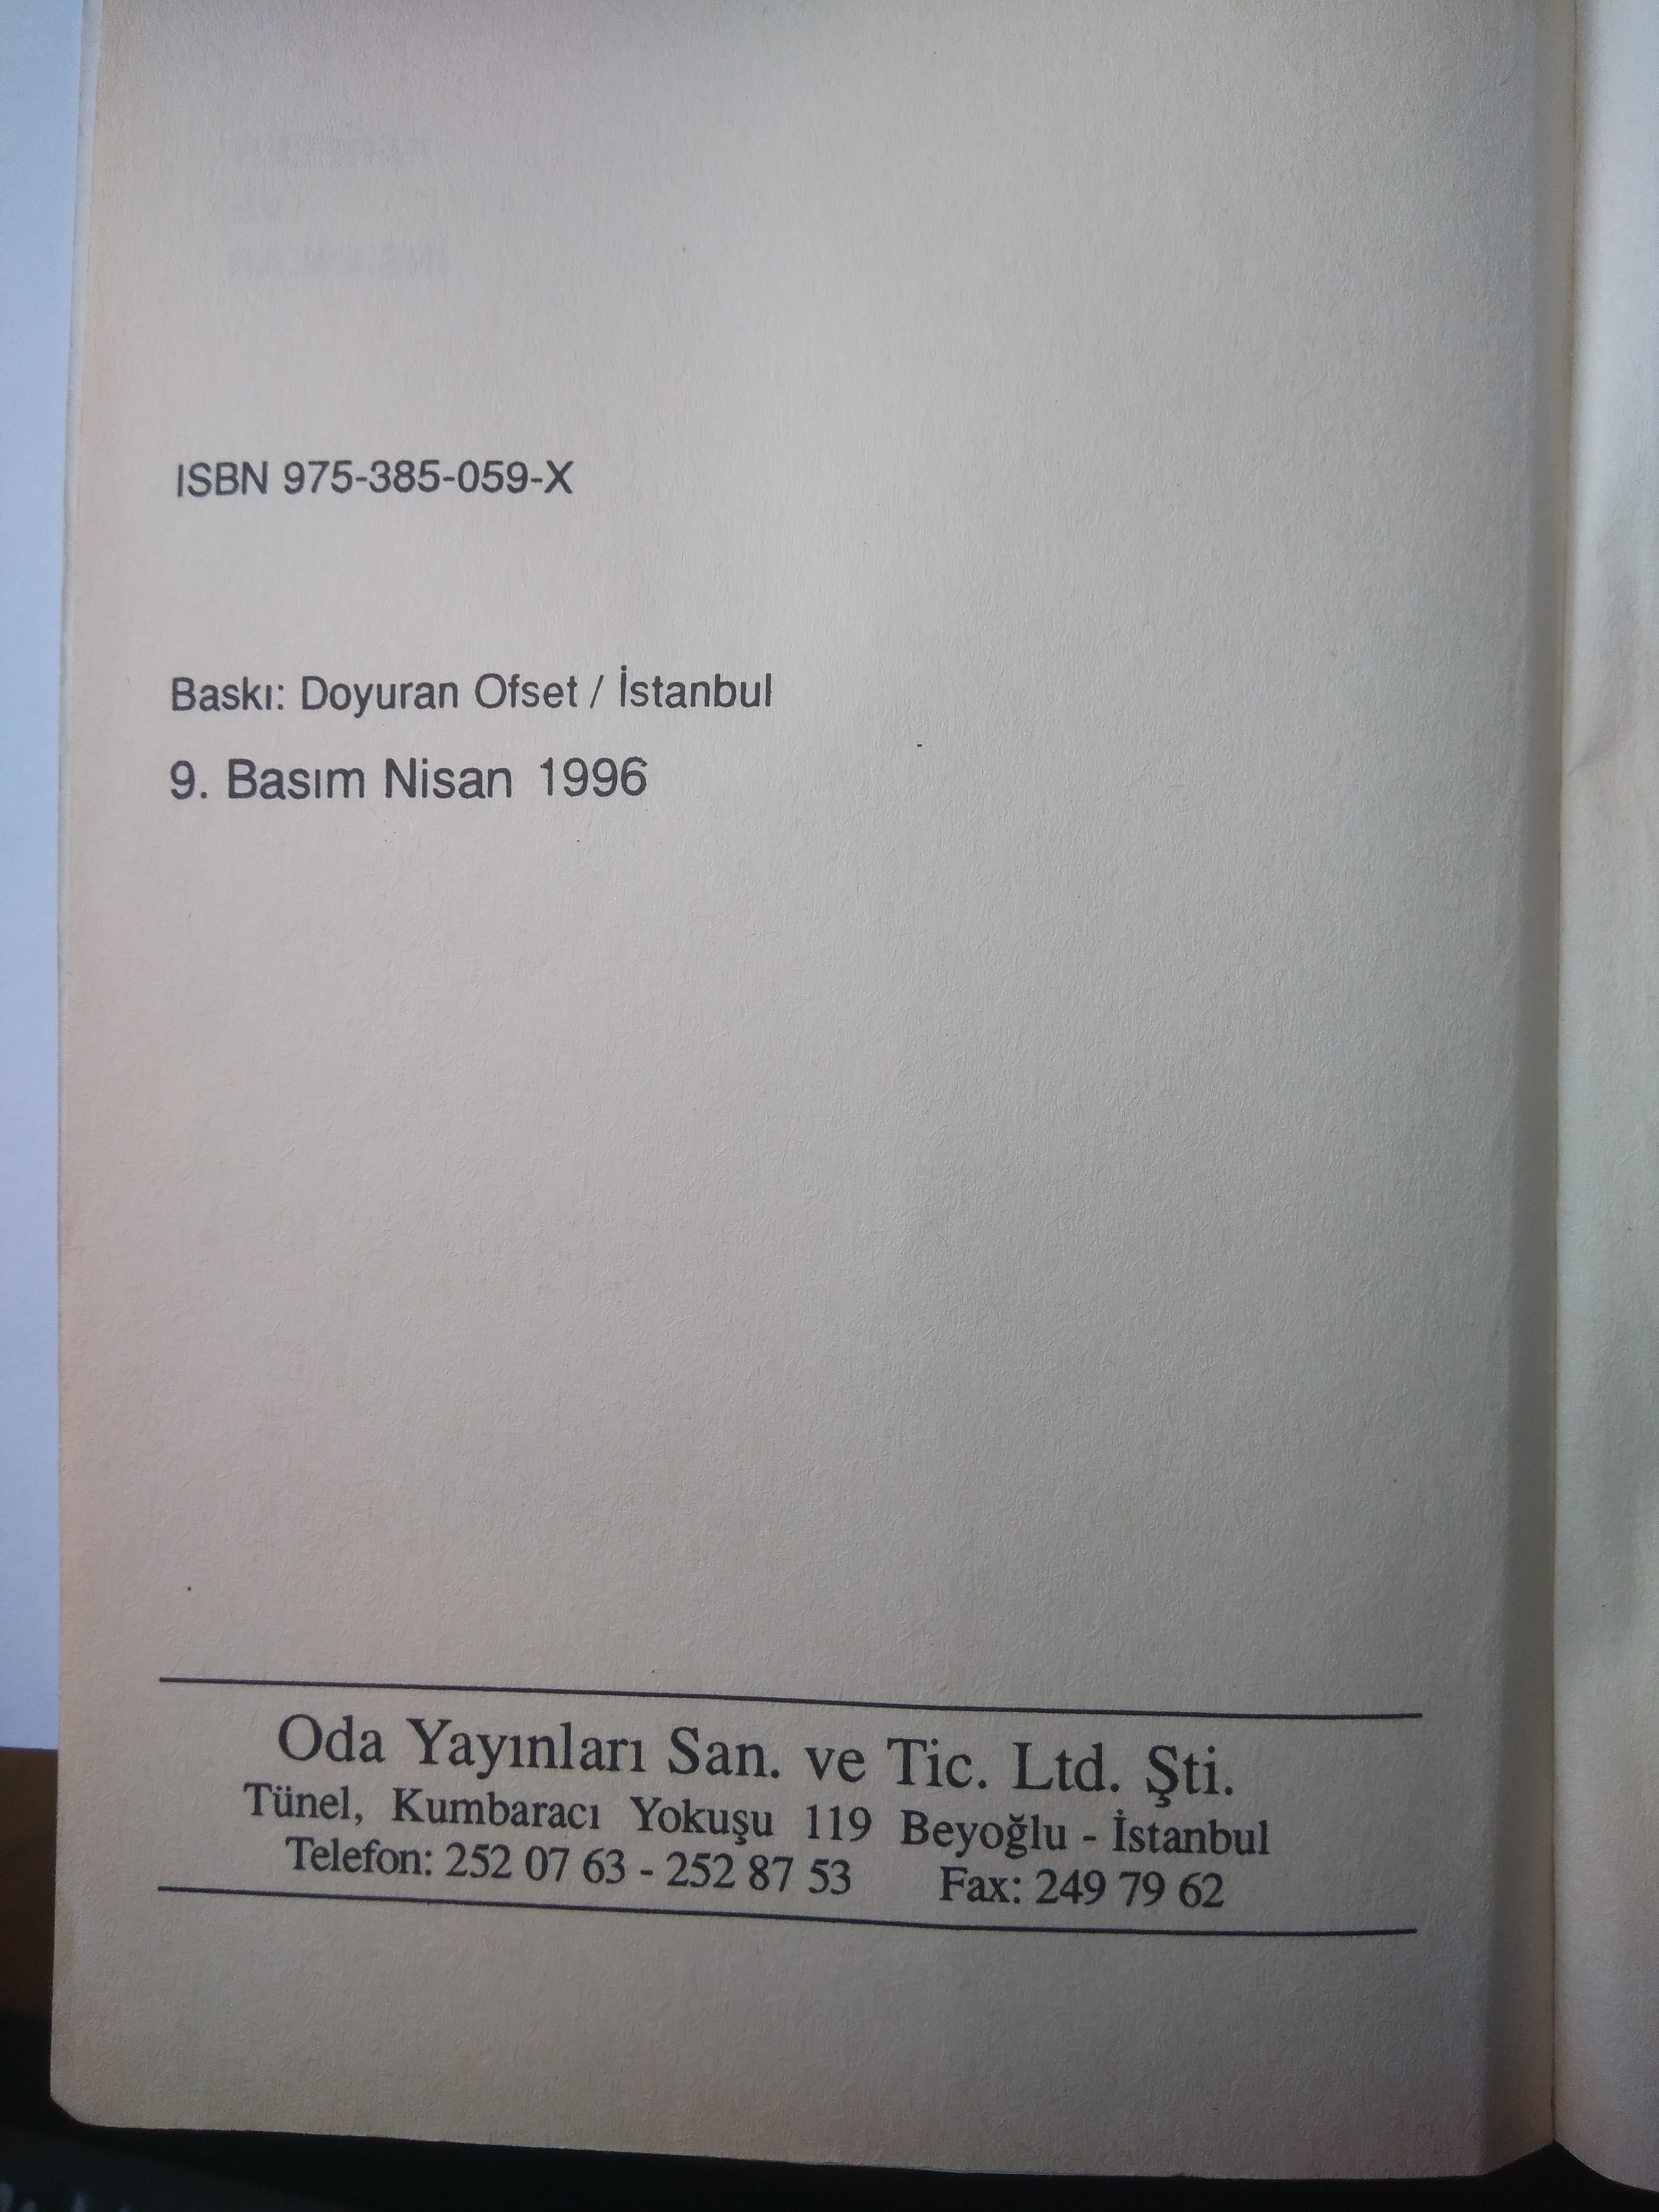 ISBN 975-385-059-X
Baskı: Doyuran Ofset / İstanbul
9. Basım Nisan 1996
Oda Yayınları San. ve Tic. Ltd. Şti.
Tünel, Kumbaracı Yokuşu 119 Beyoğlu - İstanbul
Telefon: 252 07 63 - 252 87 53 Fax: 249 79 62